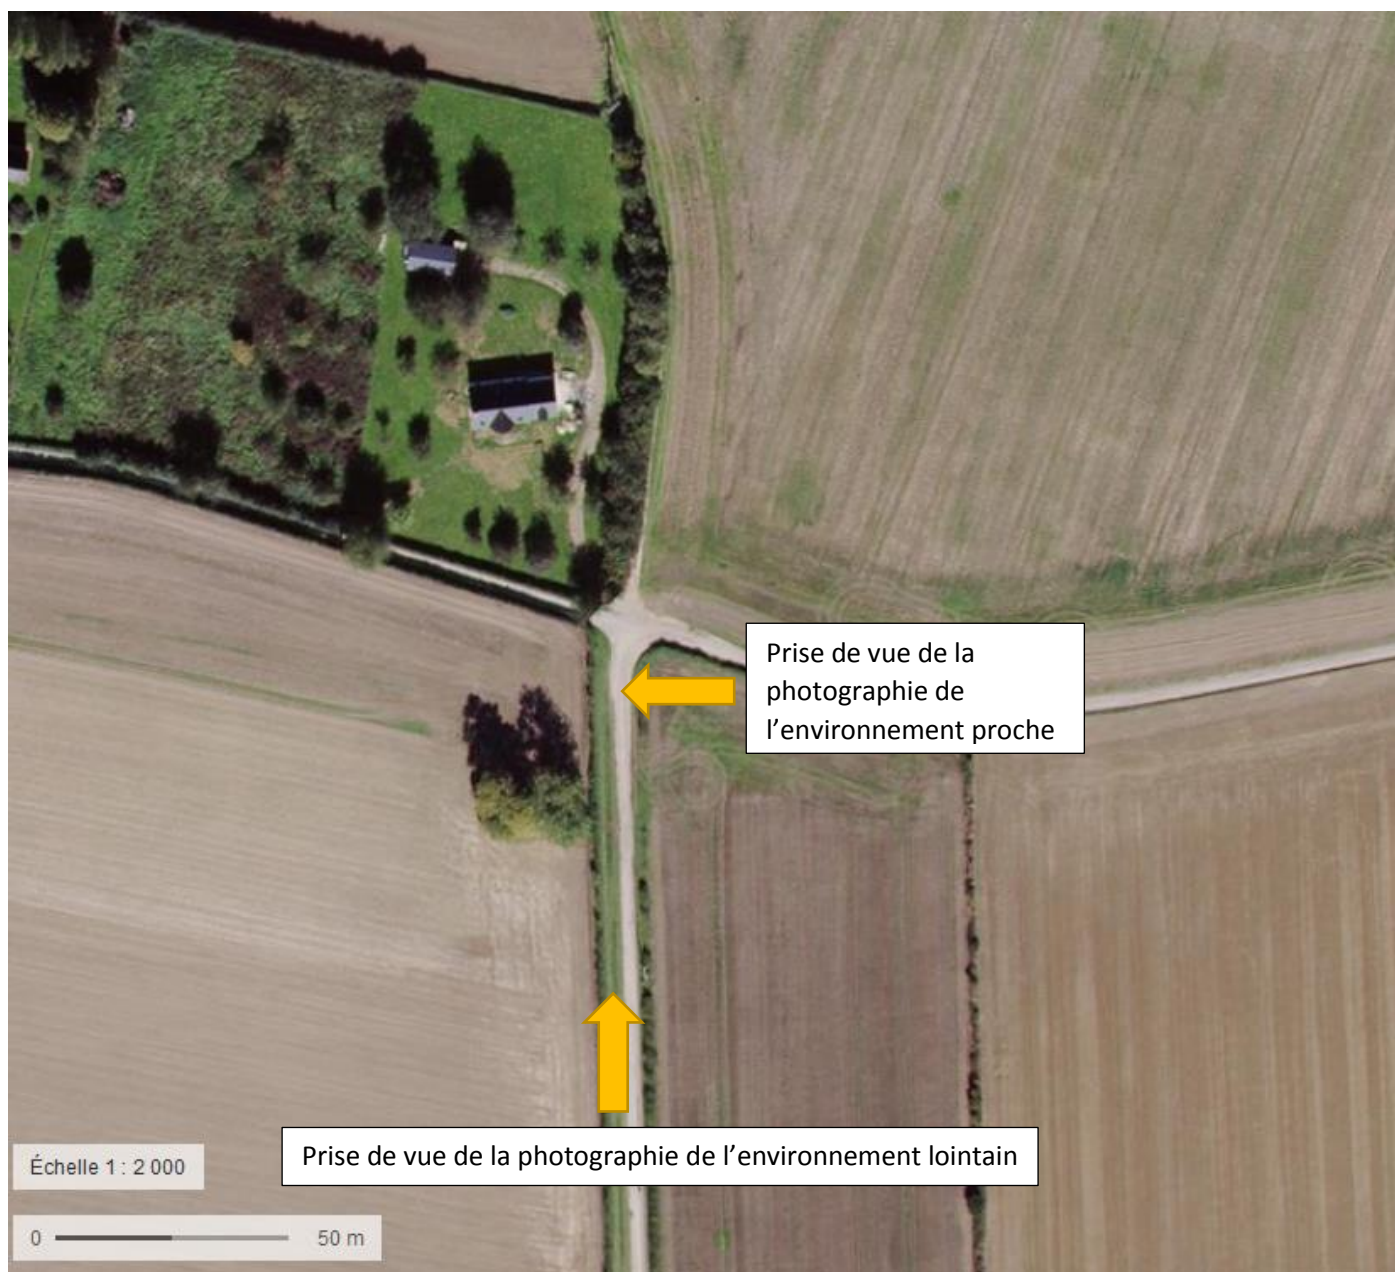 Prise de vue de la
photographie de
l’environnement proche
Prise de vue de la photographie de l’environnement lointain
Échelle 1 : 2 000
0 50 m